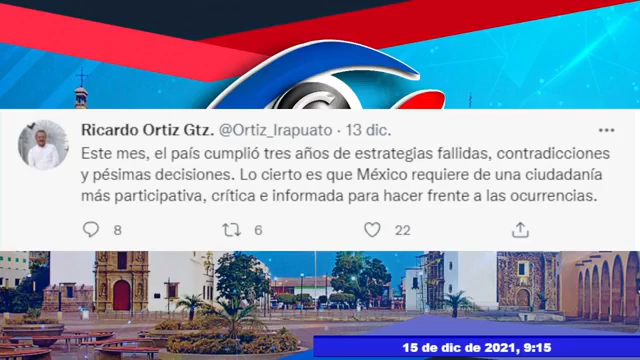 Ricardo Ortiz Gtz. @Ortiz_Irapuato · 13 dic.
Este mes, el país cumplió tres años de estrategias fallidas, contradicciones
y pésimas decisiones. Lo cierto es que México requiere de una ciudadanía
más participativa, crítica e informada para hacer frente a las ocurrencias.
8 6 22
15 de dic de 2021, 9:15